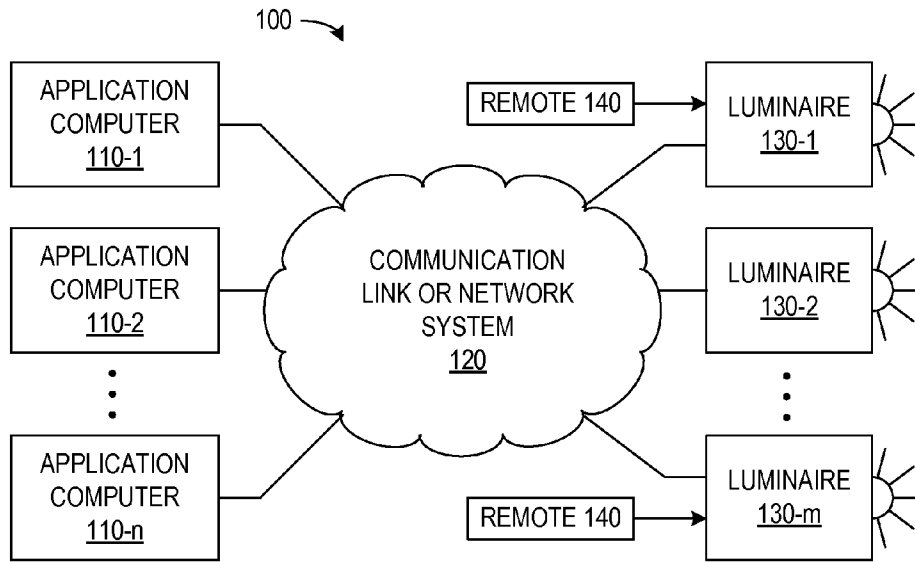 100
APPLICATION
COMPUTER
110-1
REMOTE 140
LUMINAIRE
130-1
APPLICATION
COMPUTER
110-2
COMMUNICATION
LINK OR NETWORK
SYSTEM
120
LUMINAIRE
130-2
APPLICATION
COMPUTER
110-n
REMOTE 140
LUMINAIRE
130-m